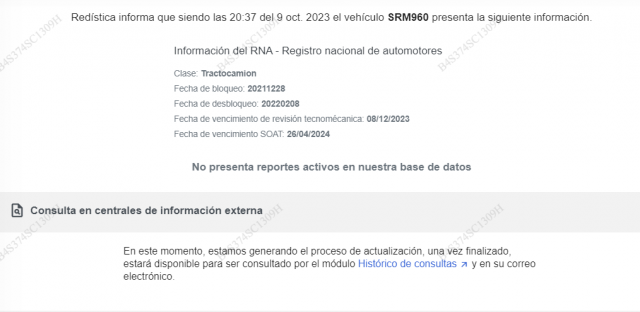 Redística informa que siendo las 20:37 del 9 oct. 2023 el vehículo SRM960 presenta la siguiente información.
Información del RNA - Registro nacional de automotores
Clase: Tractocamion
Fecha de bloqueo: 20211228
Fecha de desbloqueo: 20220208
Fecha de vencimiento de revisión tecnomécanica: 08/12/2023
Fecha de vencimiento SOAT: 26/04/2024
No presenta reportes activos en nuestra base de datos
Consulta en centrales de información externa
En este momento, estamos generando el proceso de actualización, una vez finalizado,
estará disponible para ser consultado por el módulo Histórico de consultas y en su correo
electrónico.
B4S374SC1309H
B4S374SC1309H
B4S374SC1309H
B4S374SC1309H
B4S374SC1309H
B4S374SC1309H